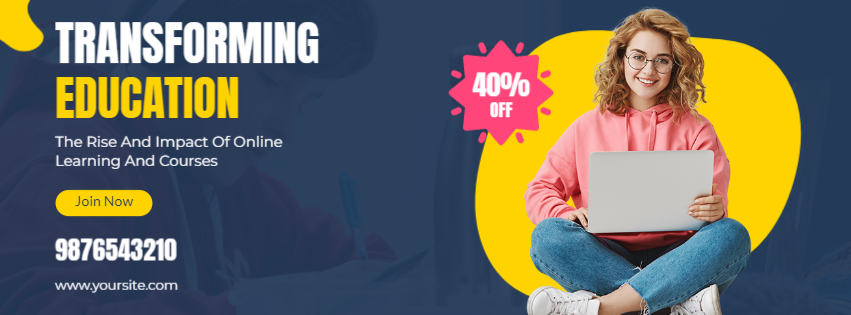 TRANSFORMING
EDUCATION
The Rise And Impact Of Online
Learning And Courses
Join Now
9876543210
www.yoursite.com
40%
OFF